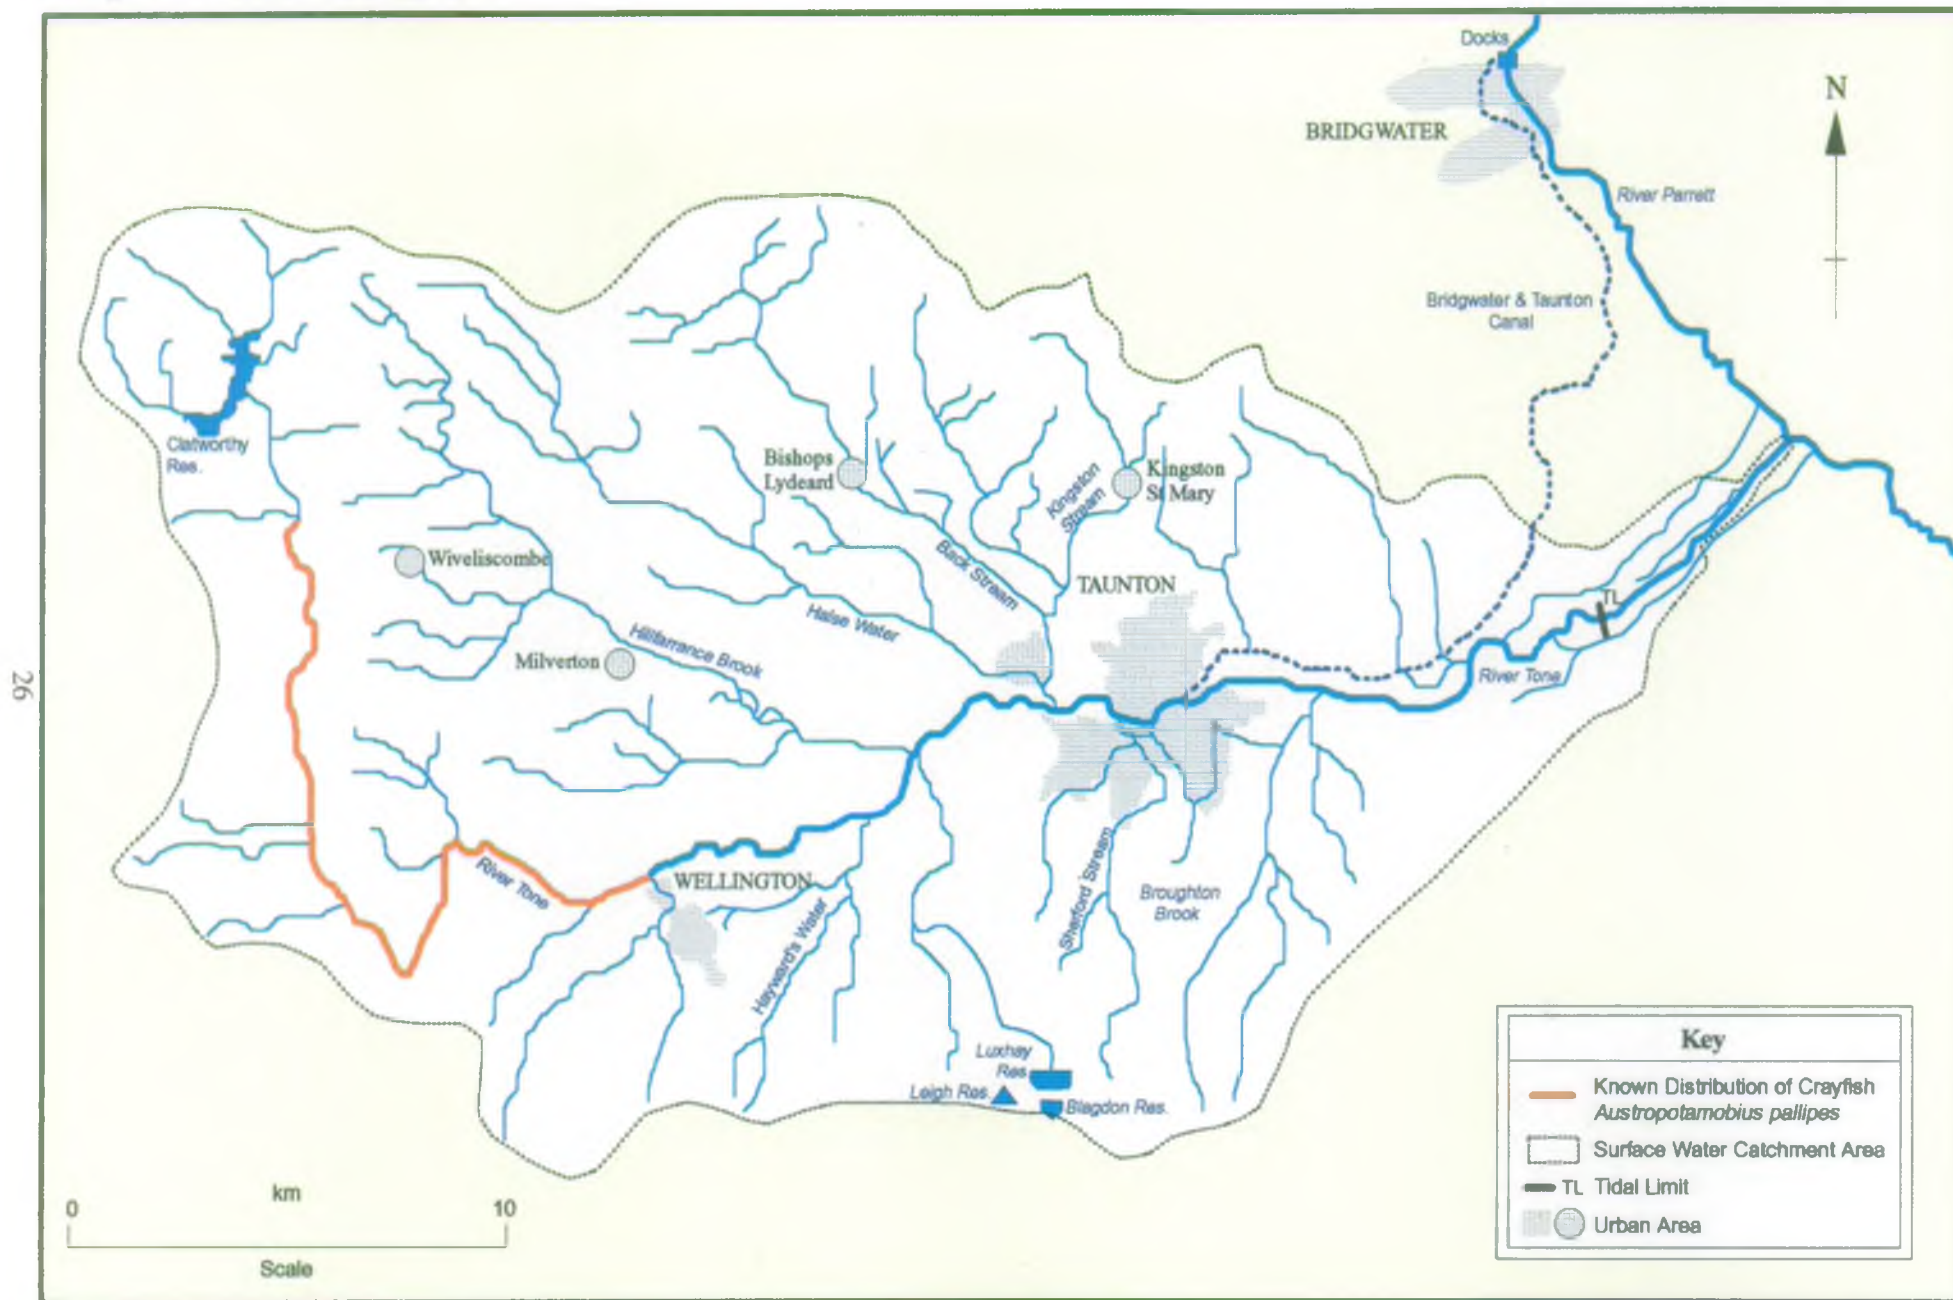 Docks
N
BRIDGWATER
River Parrett
Bridgwater & Taunton
Canal
Clatworthy
Res.
Bishops
Lydeard
Kingston
St Mary
Kingston
Stream
Wiveliscombe
Back Stream
TAUNTON
Halse Water
TL
Hillfarrance Brook
Milverton
River Tone
26
River Tone
WELLINGTON
Hayward's Water
Sherford Stream
Broughton
Brook
Luxhay
Res.
Leigh Res.
Blagdon Res.
Key
Known Distribution of Crayfish
Austropotamobius pallipes
Surface Water Catchment Area
TL Tidal Limit
Urban Area
km
0 10
Scale